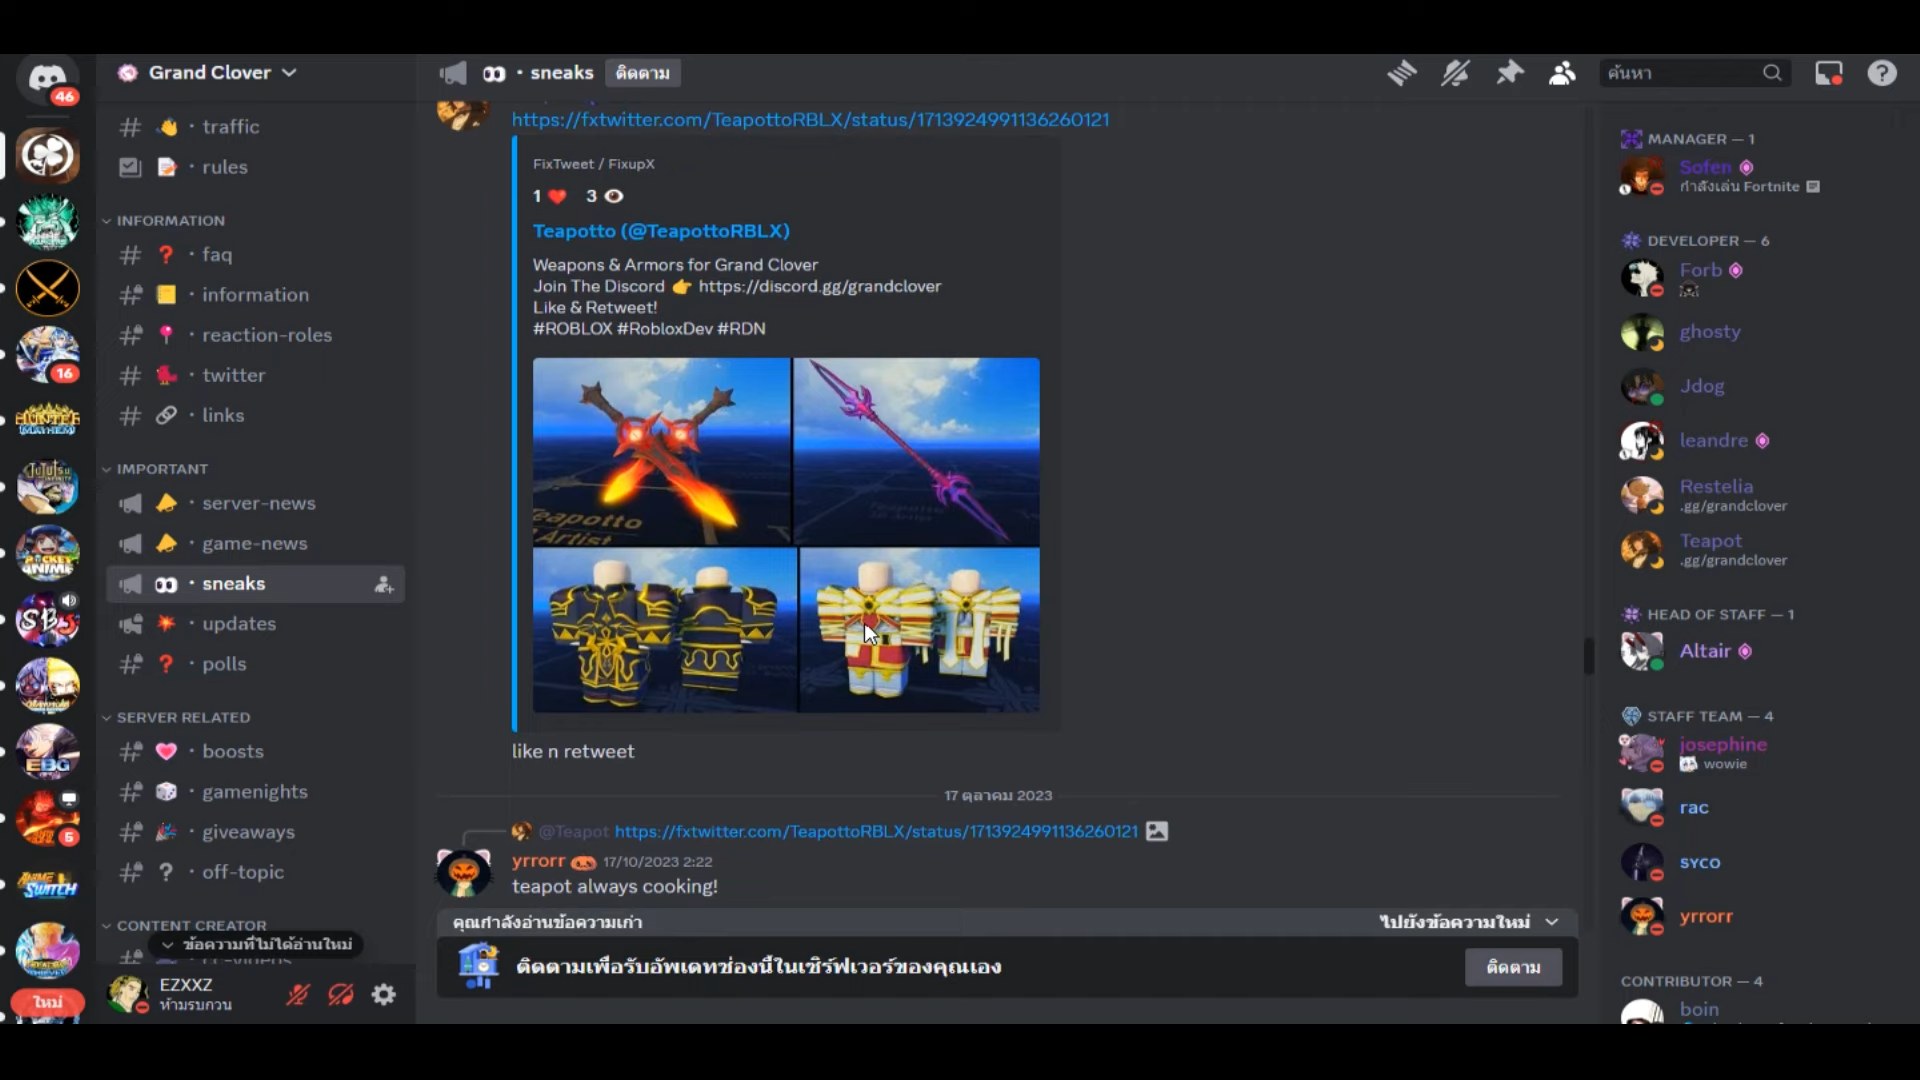 46
16
HUNTER
MAYHEM
JUJUTSU
INFINITE
POCKET
ANIME
SBS
EBG
5
ANIME
SWITCH
ใหม่
Grand Clover
traffic
rules
INFORMATION
faq
information
reaction-roles
twitter
links
IMPORTANT
server-news
game-news
sneaks
updates
polls
SERVER RELATED
boosts
gamenights
giveaways
off-topic
CONTENT CREATOR
ข้อความที่ไม่ได้อ่านใหม่
EZXXZ
ห้ามรบกวน
sneaks
ติดตาม
ค้นหา
https://fxtwitter.com/TeapottoRBLX/status/1713924991136260121
FixTweet / FixupX
1 ❤️ 3 👁️
Teapotto (@TeapottoRBLX)
Weapons & Armors for Grand Clover
Join The Discord 👉 https://discord.gg/grandclover
Like & Retweet!
#ROBLOX #RobloxDev #RDN
Teapotto
Artist
like n retweet
17 ตุลาคม 2023
@Teapot https://fxtwitter.com/TeapottoRBLX/status/1713924991136260121
yrrorr 🎃 17/10/2023 2:22
teapot always cooking!
คุณกำลังอ่านข้อความเก่า
ไปยังข้อความใหม่
ติดตามเพื่อรับอัพเดทช่องนี้ในเซิร์ฟเวอร์ของคุณเอง
ติดตาม
MANAGER — 1
Sofen
กำลังเล่น Fortnite
DEVELOPER — 6
Forb
ghosty
Jdog
leandre
Restelia
.gg/grandclover
Teapot
.gg/grandclover
HEAD OF STAFF — 1
Altair
STAFF TEAM — 4
josephine
wowie
rac
syco
yrrorr
CONTRIBUTOR — 4
boin